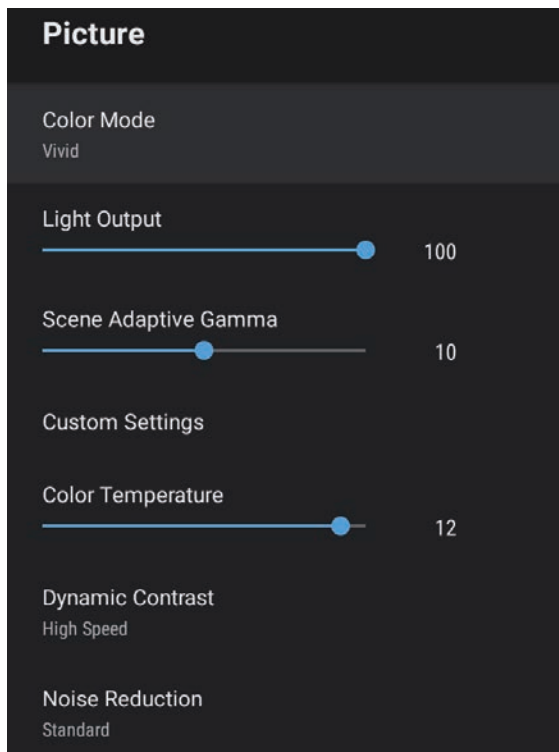 Picture
Color Mode
Vivid
Light Output
100
Scene Adaptive Gamma
10
Custom Settings
Color Temperature
12
Dynamic Contrast
High Speed
Noise Reduction
Standard